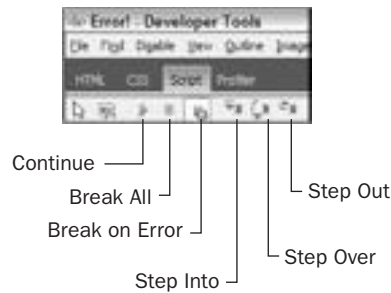 Error! - Developer Tools
File Find Disable View Outline Images
HTML CSS Script Profiler
Continue
Break All
Break on Error
Step Into
Step Over
Step Out